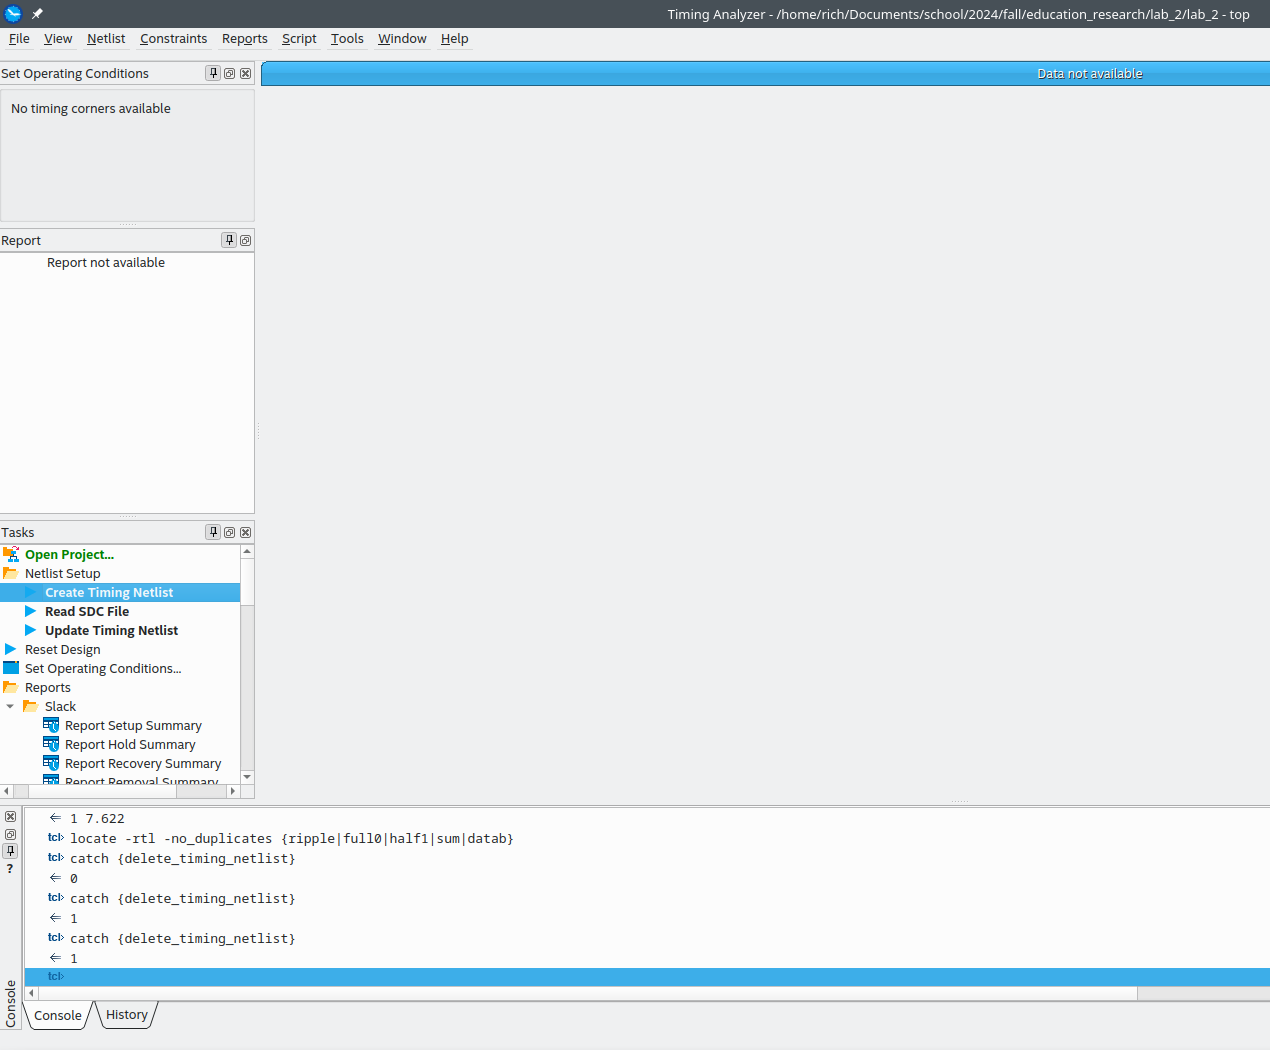 Timing Analyzer - /home/rich/Documents/school/2024/fall/education_research/lab_2/lab_2 - top
File View Netlist Constraints Reports Script Tools Window Help
Set Operating Conditions
No timing corners available
Data not available
Report
Report not available
Tasks
Open Project...
Netlist Setup
Create Timing Netlist
Read SDC File
Update Timing Netlist
Reset Design
Set Operating Conditions...
Reports
Slack
Report Setup Summary
Report Hold Summary
Report Recovery Summary
Report Removal Summary
1 7.622
tcl> locate -rtl -no_duplicates {ripple|full0|half1|sum|datab}
tcl> catch {delete_timing_netlist}
0
tcl> catch {delete_timing_netlist}
1
tcl> catch {delete_timing_netlist}
1
tcl>
?
Console
Console History